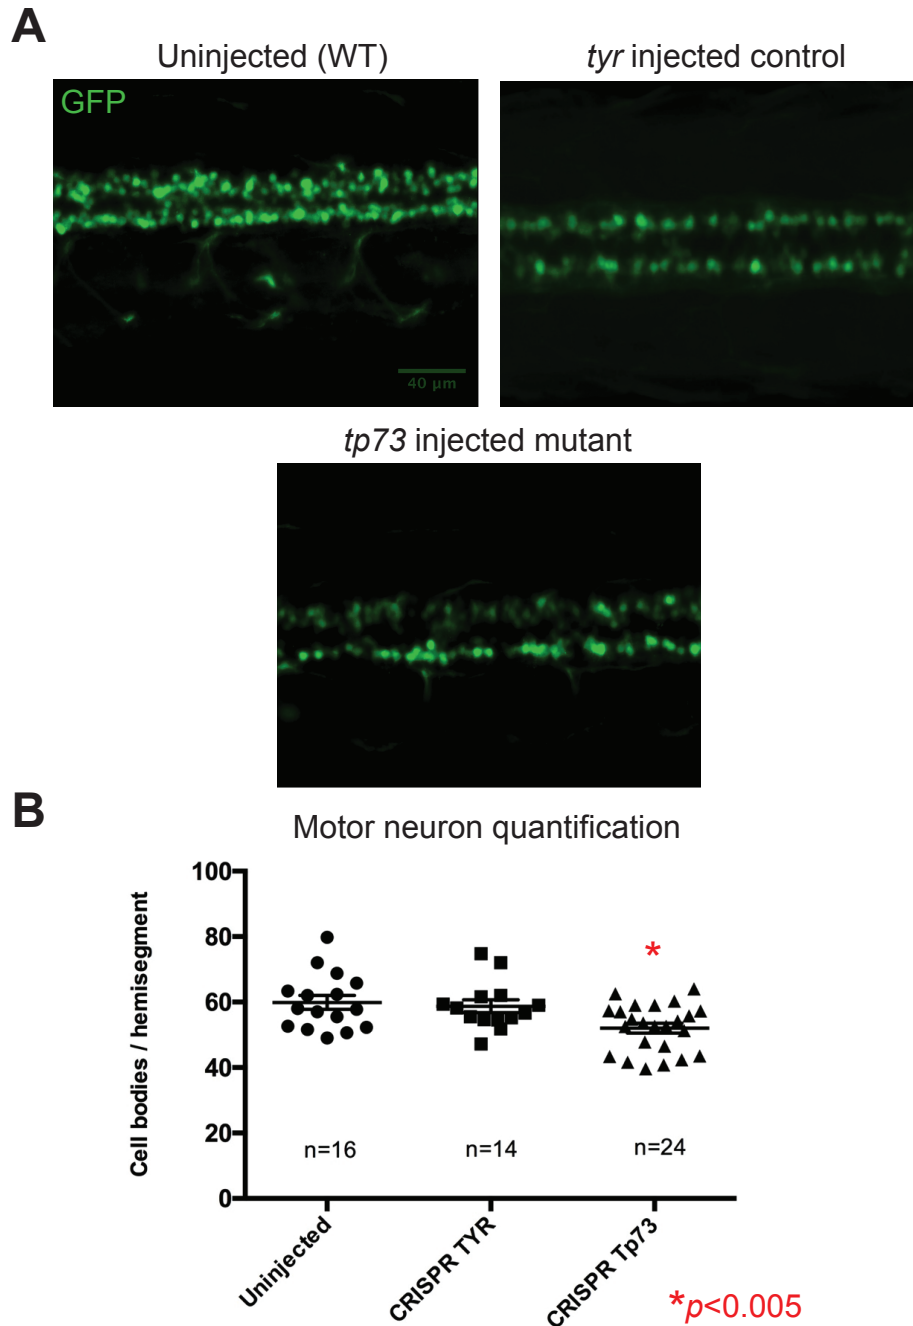 A
Uninjected (WT)
tyr injected control
GFP
40 µm
tp73 injected mutant
B
Motor neuron quantification
Cell bodies / hemisegment
100
80
60
40
20
0
*
n=16
n=14
n=24
Uninjected
CRISPR TYR
CRISPR Tp73
*p<0.005